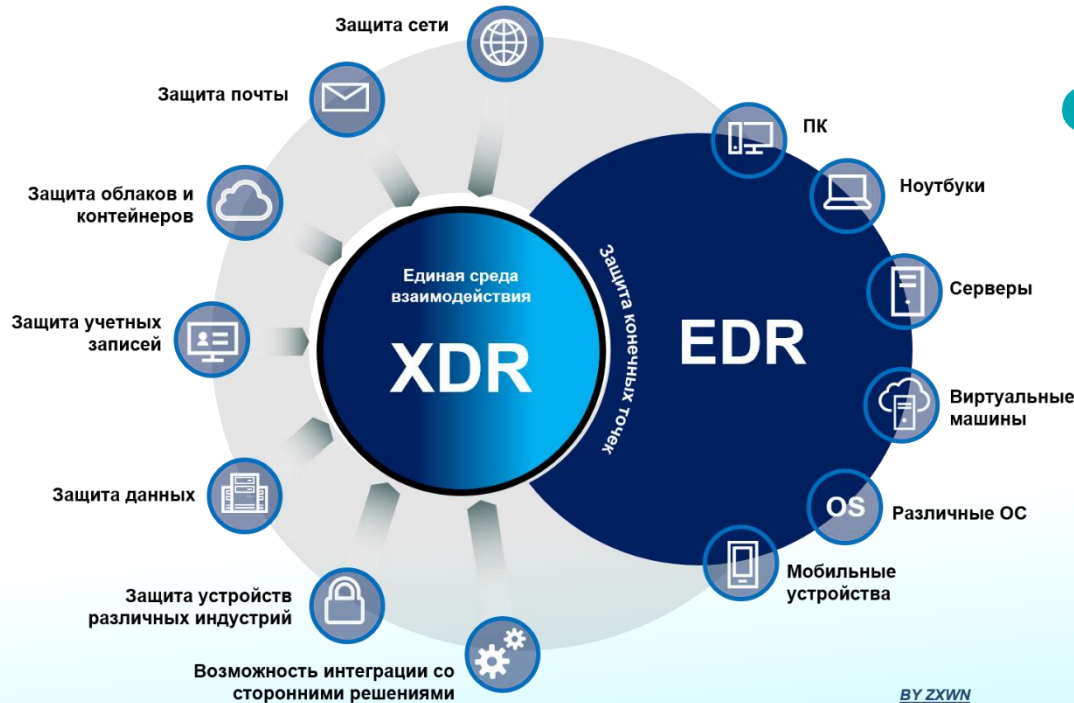 Защита сети
Защита почты
Защита облаков и
контейнеров
Защита учетных
записей
Защита данных
Защита устройств
различных индустрий
Возможность интеграции со
сторонними решениями
Единая среда
взаимодействия
XDR
Защита конечных точек
EDR
ПК
Ноутбуки
Серверы
Виртуальные
машины
OS
Различные ОС
Мобильные
устройства
BY ZXWN